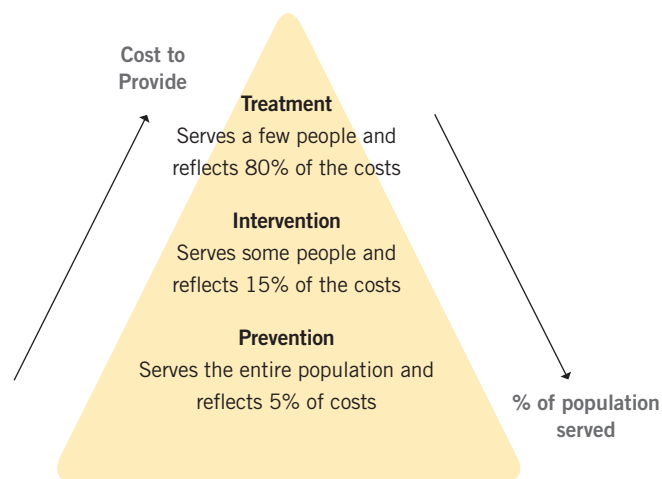 Cost to
Provide
Treatment
Serves a few people and
reflects 80% of the costs
Intervention
Serves some people and
reflects 15% of the costs
Prevention
Serves the entire population and
reflects 5% of costs
% of population
served